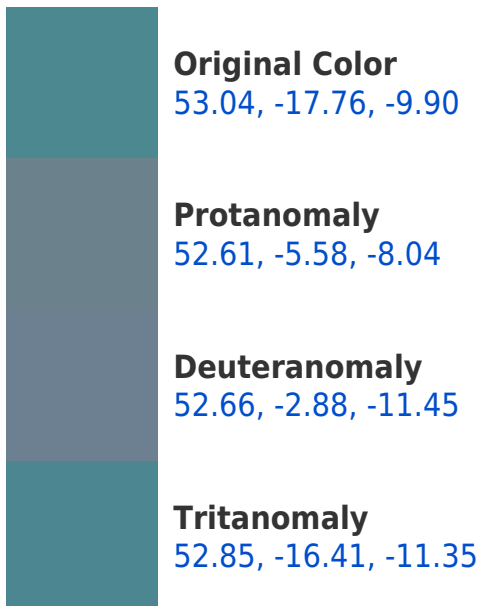 Original Color
53.04, -17.76, -9.90
Protanomaly
52.61, -5.58, -8.04
Deuteranomaly
52.66, -2.88, -11.45
Tritanomaly
52.85, -16.41, -11.35